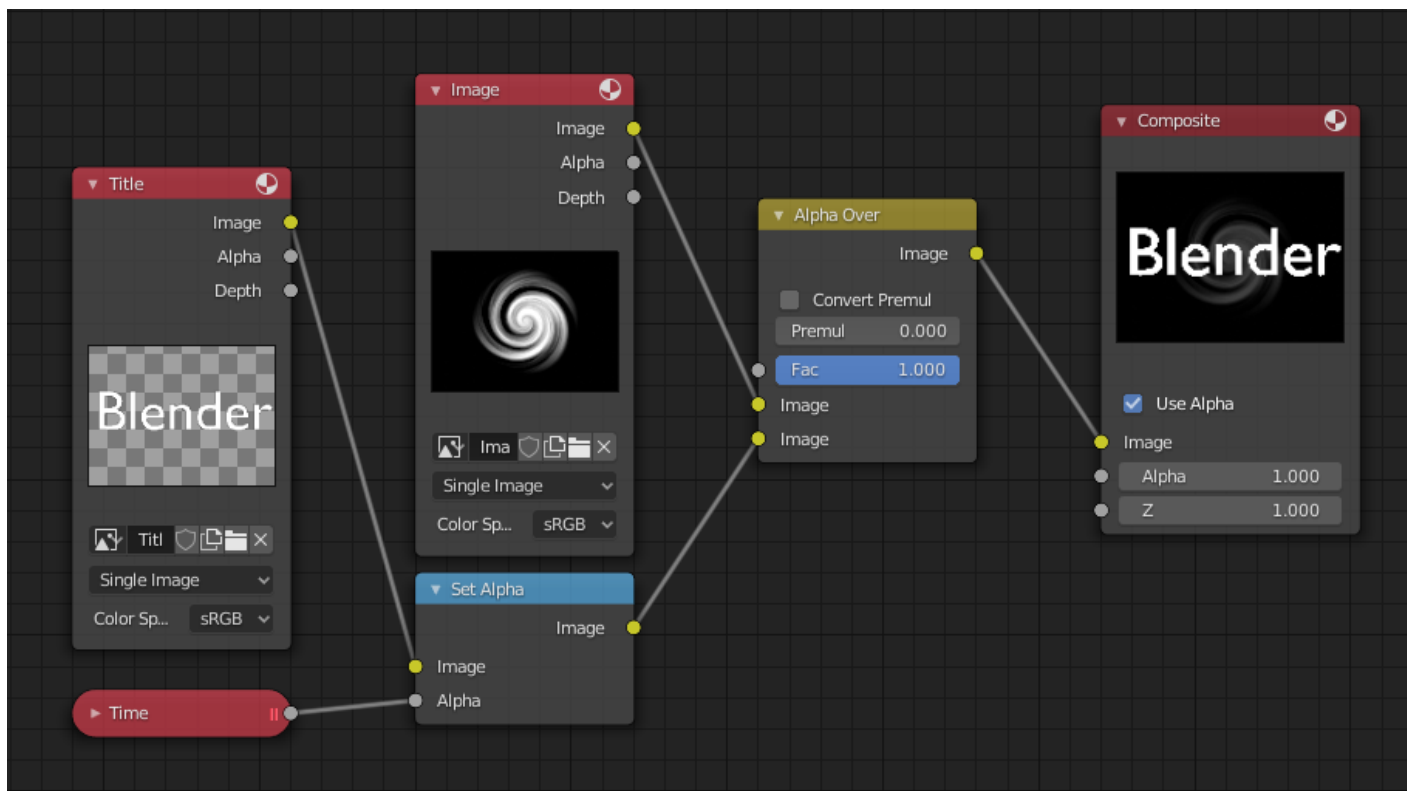 Title
Image
Alpha
Depth
Blender
Titl
Single Image
Color Sp...
sRGB
Time
Image
Image
Alpha
Depth
Ima
Single Image
Color Sp...
sRGB
Set Alpha
Image
Image
Alpha
Alpha Over
Image
Convert Premul
Premul 0.000
Fac 1.000
Image
Image
Composite
Blender
Use Alpha
Image
Alpha 1.000
Z 1.000